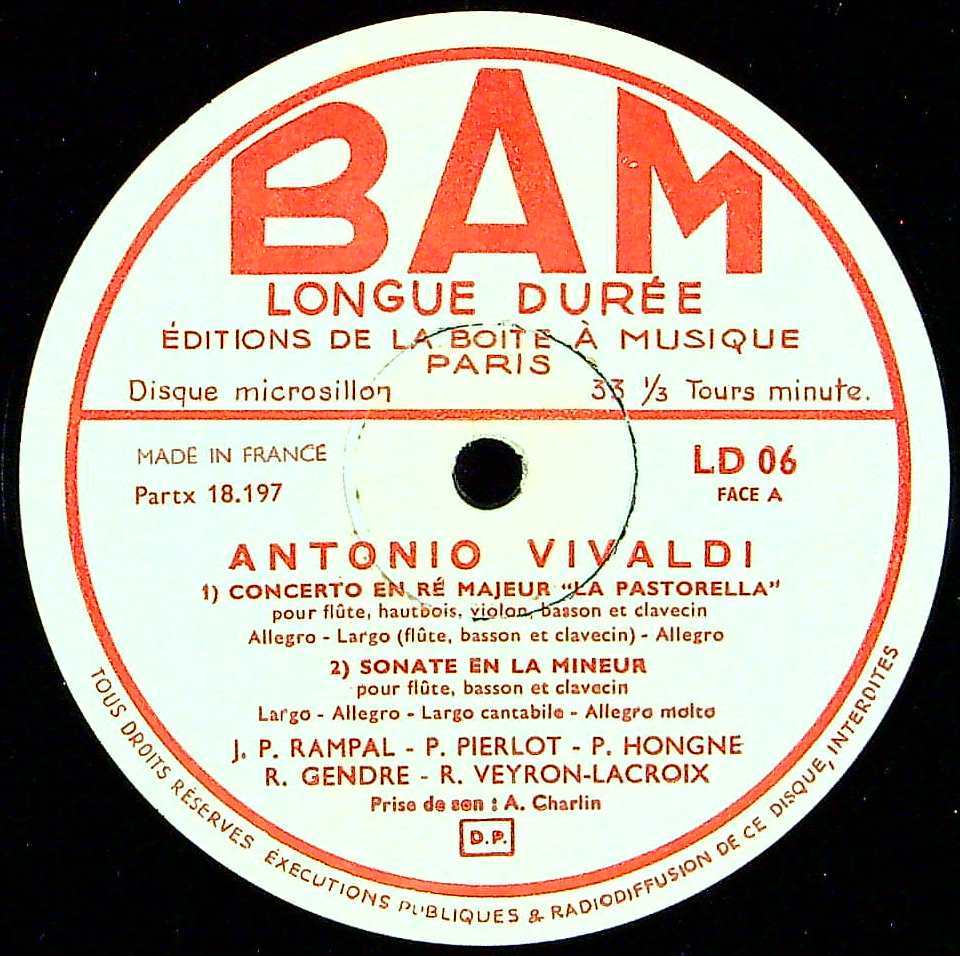 BAM
LONGUE DURÉE
ÉDITIONS DE LA BOITE À MUSIQUE
PARIS
Disque microsillon 33 1/3 Tours minute.
MADE IN FRANCE
Partx 18.197
LD 06
FACE A
ANTONIO VIVALDI
1) CONCERTO EN RÉ MAJEUR “LA PASTORELLA”
pour flûte, hautbois, violon, basson et clavecin
Allegro - Largo (flûte, basson et clavecin) - Allegro
2) SONATE EN LA MINEUR
pour flûte, basson et clavecin
Largo - Allegro - Largo cantabile - Allegro molto
J. P. RAMPAL - P. PIERLOT - P. HONGNE
R. GENDRE - R. VEYRON-LACROIX
Prise de son : A. Charlin
D.P.
TOUS DROITS RÉSERVES ÉXECUTIONS PUBLIQUES & RADIODIFFUSION DE CE DISQUE, INTERDITES